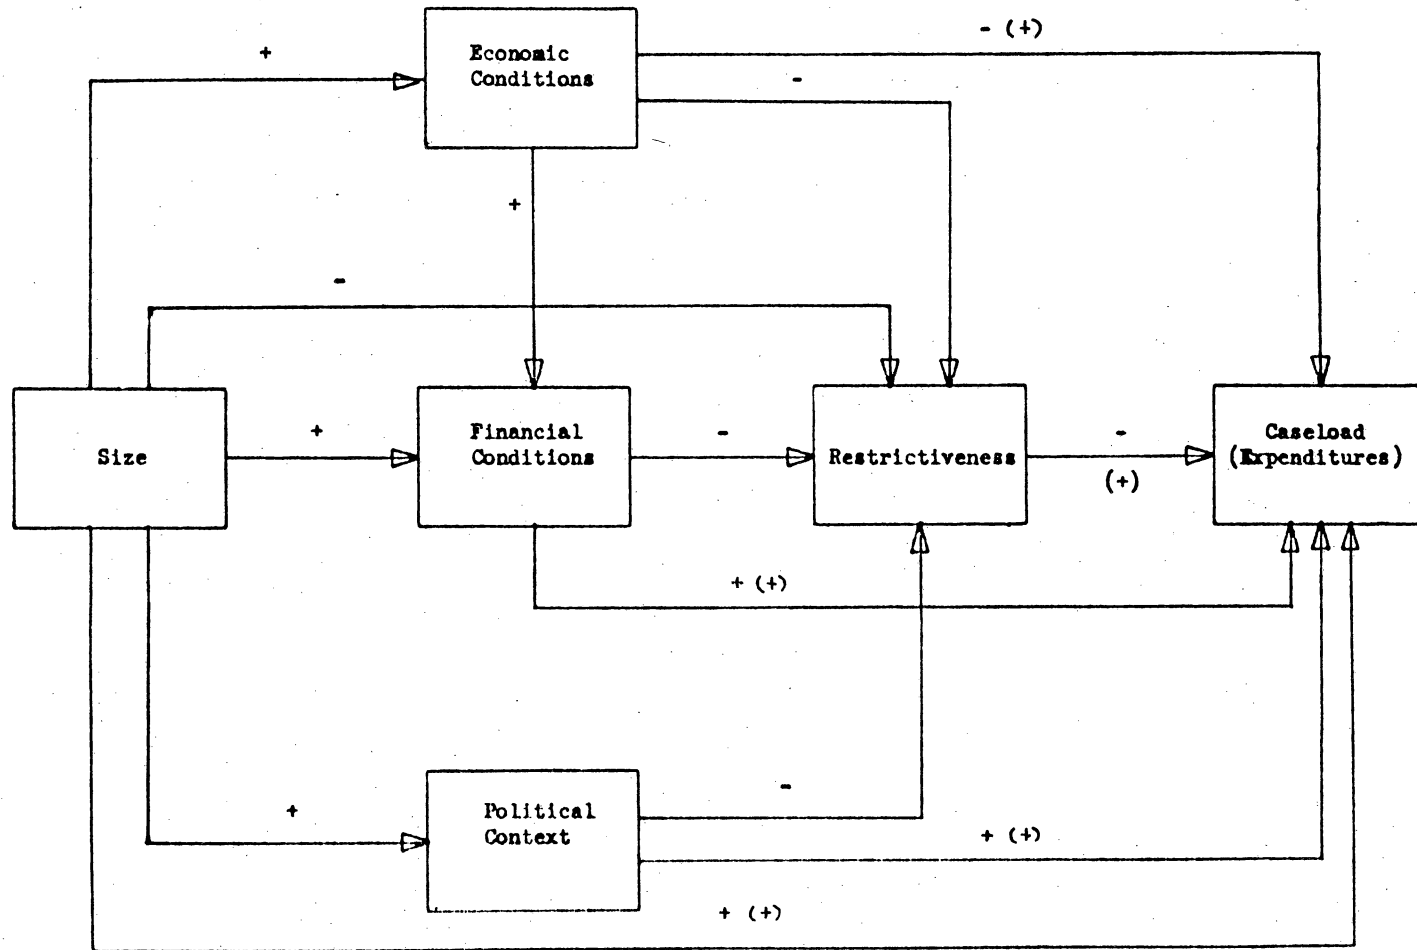 - (+)
+
Economic
Conditions
-
+
-
Size
+
Financial
Conditions
-
Restrictiveness
-
(+)
Caseload
(Expenditures)
+ (+)
+
Political
Context
-
+ (+)
+ (+)